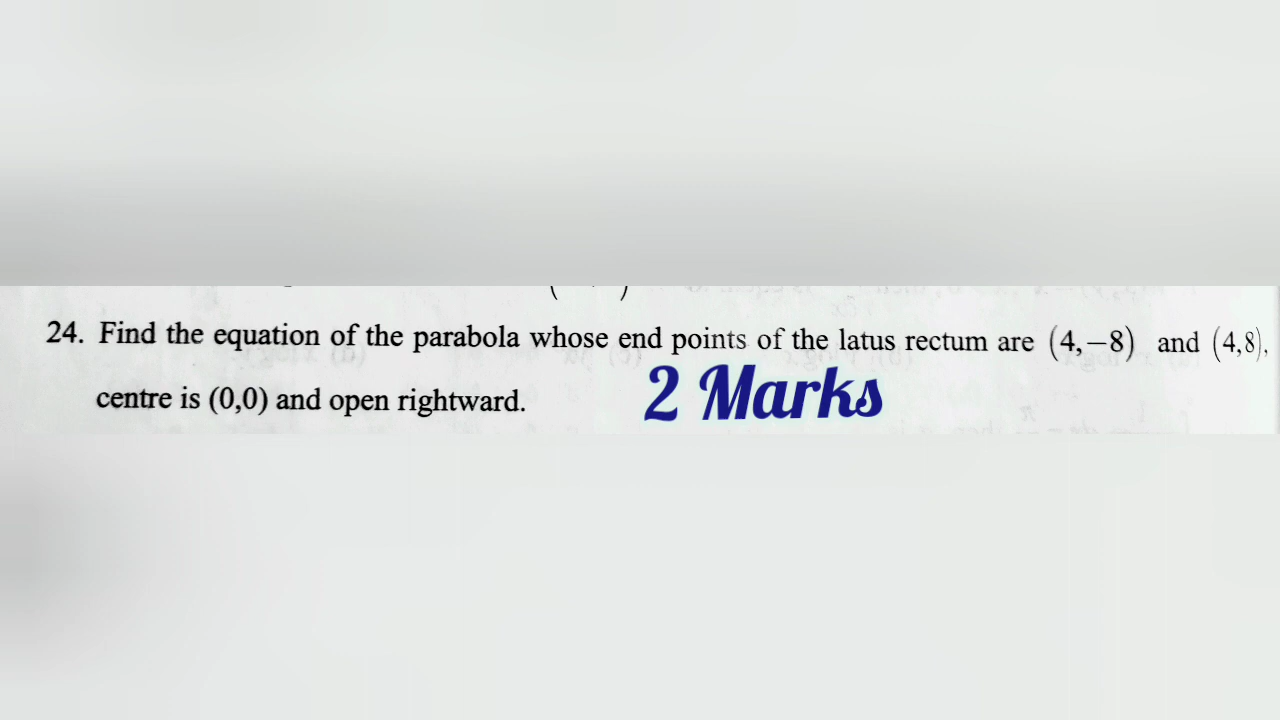 24. Find the equation of the parabola whose end points of the latus rectum are (4,−8) and (4,8),
centre is (0,0) and open rightward.
2 Marks